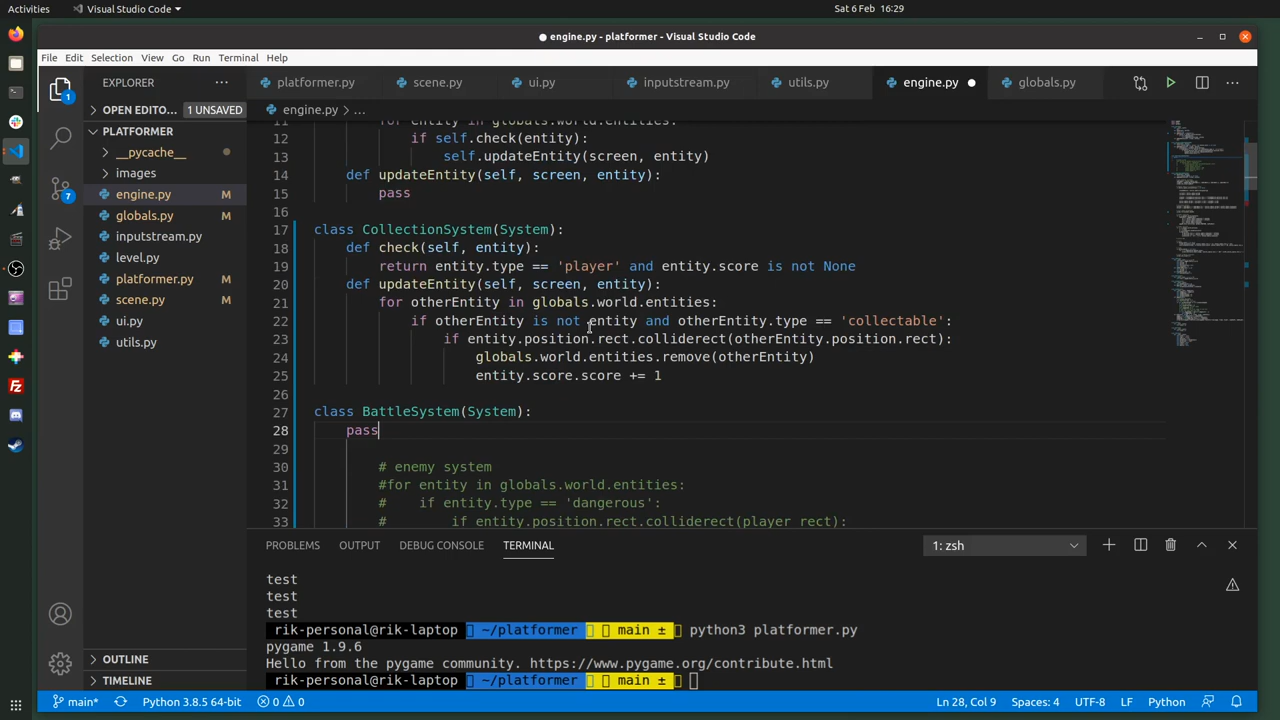 Activities
Visual Studio Code
Sat 6 Feb 16:29
● engine.py - platformer - Visual Studio Code
File Edit Selection View Go Run Terminal Help
EXPLORER
platformer.py
scene.py
ui.py
inputstream.py
utils.py
engine.py ●
globals.py
OPEN EDITO... 1 UNSAVED
engine.py > ...
PLATFORMER
__pycache__
images
engine.py M
globals.py M
inputstream.py
level.py
platformer.py M
scene.py M
ui.py
utils.py
OUTLINE
TIMELINE
1
7
11 for entity in globals.world.entities:
12 if self.check(entity):
13 self.updateEntity(screen, entity)
14 def updateEntity(self, screen, entity):
15 pass
16
17 class CollectionSystem(System):
18 def check(self, entity):
19 return entity.type == 'player' and entity.score is not None
20 def updateEntity(self, screen, entity):
21 for otherEntity in globals.world.entities:
22 if otherEntity is not entity and otherEntity.type == 'collectable':
23 if entity.position.rect.colliderect(otherEntity.position.rect):
24 globals.world.entities.remove(otherEntity)
25 entity.score.score += 1
26
27 class BattleSystem(System):
28 pass
29
30 # enemy system
31 #for entity in globals.world.entities:
32 # if entity.type == 'dangerous':
33 # if entity.position.rect.colliderect(player_rect):
PROBLEMS OUTPUT DEBUG CONSOLE TERMINAL
1: zsh
test
test
test
rik-personal@rik-laptop ~/platformer main ± python3 platformer.py
pygame 1.9.6
Hello from the pygame community. https://www.pygame.org/contribute.html
rik-personal@rik-laptop ~/platformer main ±
main* Python 3.8.5 64-bit 0 0 Ln 28, Col 9 Spaces: 4 UTF-8 LF Python